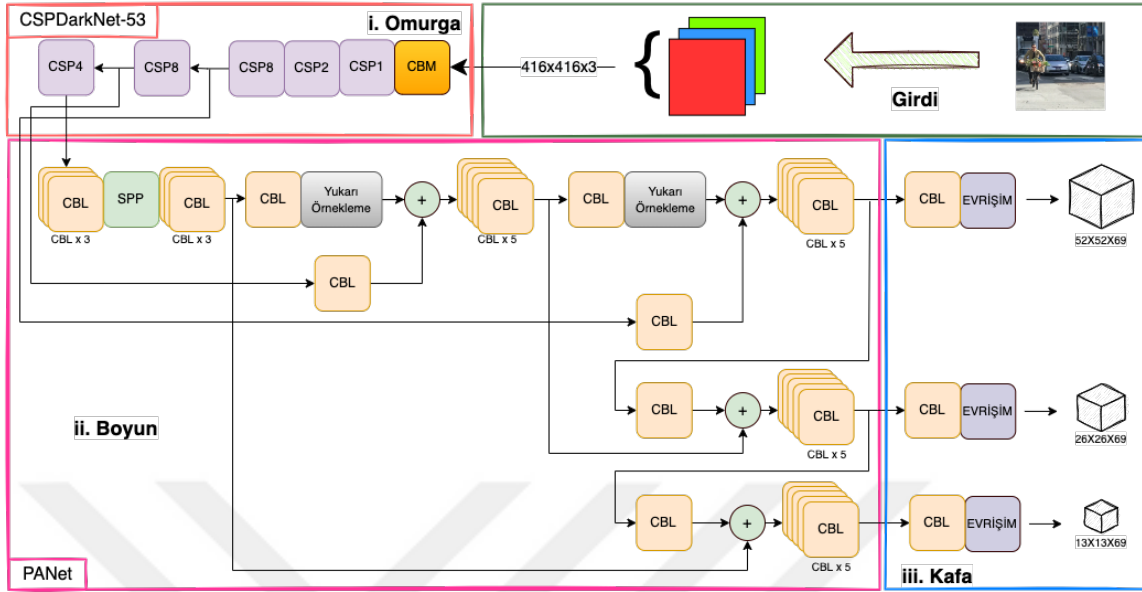 CSPDarkNet-53
i. Omurga
CSP4
CSP8
CSP8
CSP2
CSP1
CBM
416x416x3
{
Girdi
CBL
CBL x 3
SPP
CBL
CBL x 3
CBL
Yukarı
Örnekleme
+
CBL
CBL x 5
CBL
Yukarı
Örnekleme
+
CBL
CBL x 5
CBL
EVRİŞİM
52X52X69
CBL
CBL
CBL
+
CBL
CBL x 5
CBL
EVRİŞİM
26X26X69
ii. Boyun
CBL
+
CBL
CBL x 5
CBL
EVRİŞİM
13X13X69
PANet
iii. Kafa